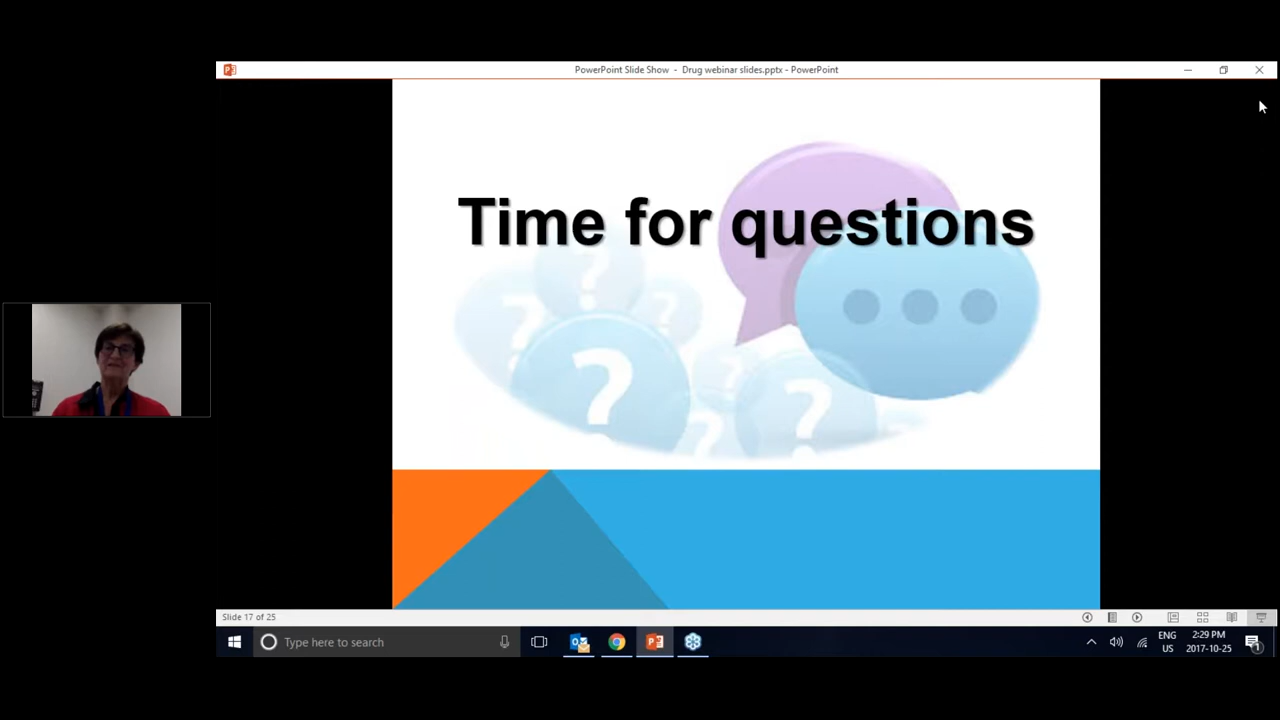 PowerPoint Slide Show - Drug webinar slides.pptx - PowerPoint
Time for questions
? ? ? ? ? ?
Slide 17 of 25
Type here to search
ENG
US
2:29 PM
2017-10-25
1